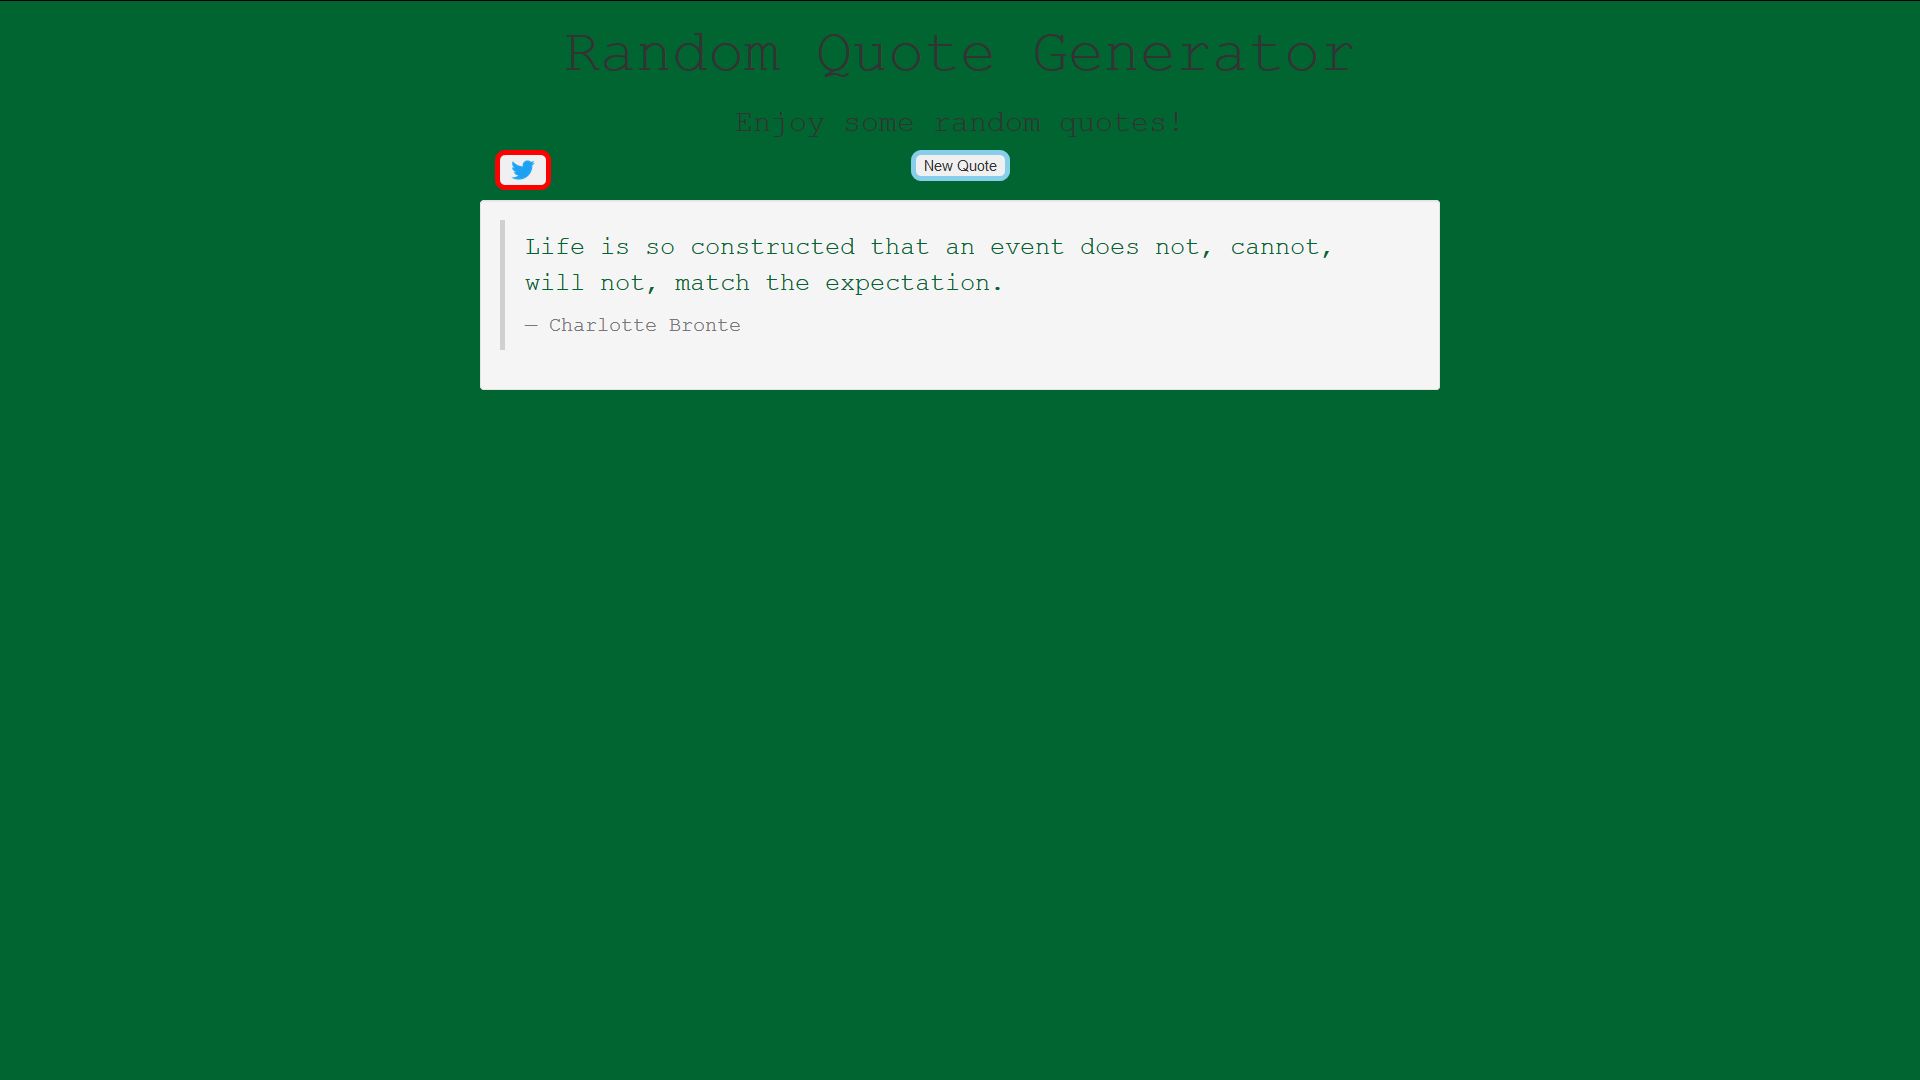 Random Quote Generator
Enjoy some random quotes!
New Quote
Life is so constructed that an event does not, cannot,
will not, match the expectation.
— Charlotte Bronte